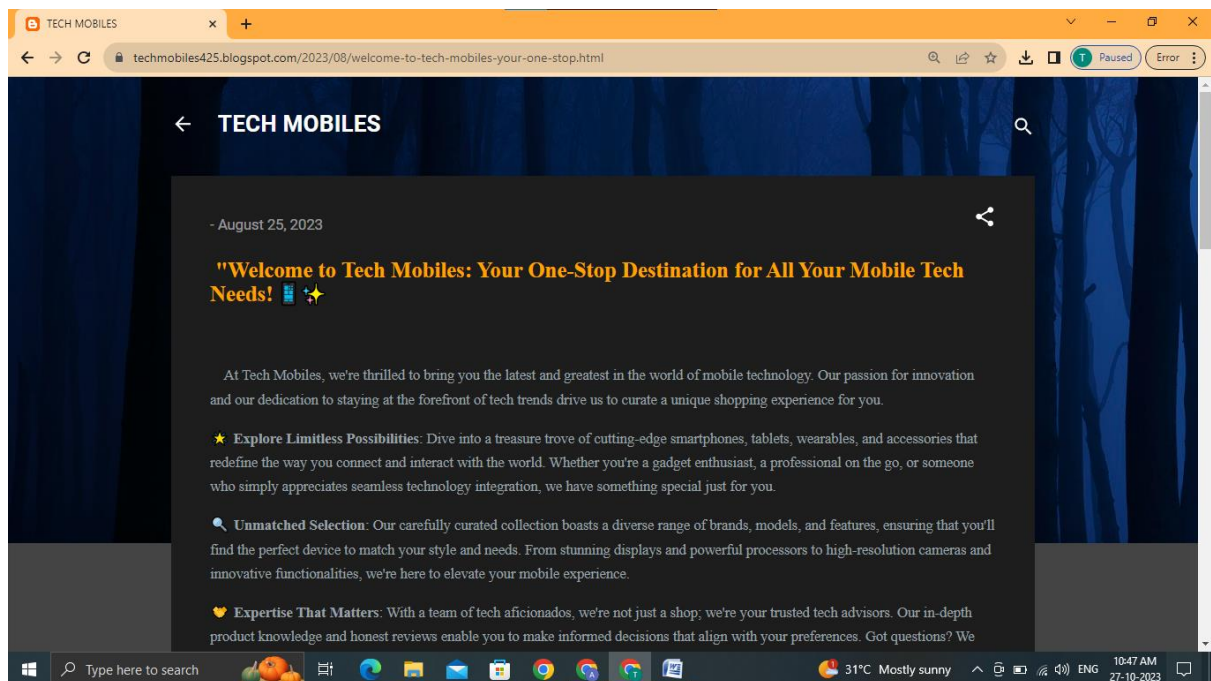 TECH MOBILES
techmobiles425.blogspot.com/2023/08/welcome-to-tech-mobiles-your-one-stop.html
T Paused Error
TECH MOBILES
- August 25, 2023
"Welcome to Tech Mobiles: Your One-Stop Destination for All Your Mobile Tech
Needs! 📱 ✨
At Tech Mobiles, we're thrilled to bring you the latest and greatest in the world of mobile technology. Our passion for innovation
and our dedication to staying at the forefront of tech trends drive us to curate a unique shopping experience for you.
🌟 Explore Limitless Possibilities: Dive into a treasure trove of cutting-edge smartphones, tablets, wearables, and accessories that
redefine the way you connect and interact with the world. Whether you're a gadget enthusiast, a professional on the go, or someone
who simply appreciates seamless technology integration, we have something special just for you.
🔍 Unmatched Selection: Our carefully curated collection boasts a diverse range of brands, models, and features, ensuring that you'll
find the perfect device to match your style and needs. From stunning displays and powerful processors to high-resolution cameras and
innovative functionalities, we're here to elevate your mobile experience.
🤝 Expertise That Matters: With a team of tech aficionados, we're not just a shop; we're your trusted tech advisors. Our in-depth
product knowledge and honest reviews enable you to make informed decisions that align with your preferences. Got questions? We
Type here to search
31°C Mostly sunny
ENG
10:47 AM
27-10-2023